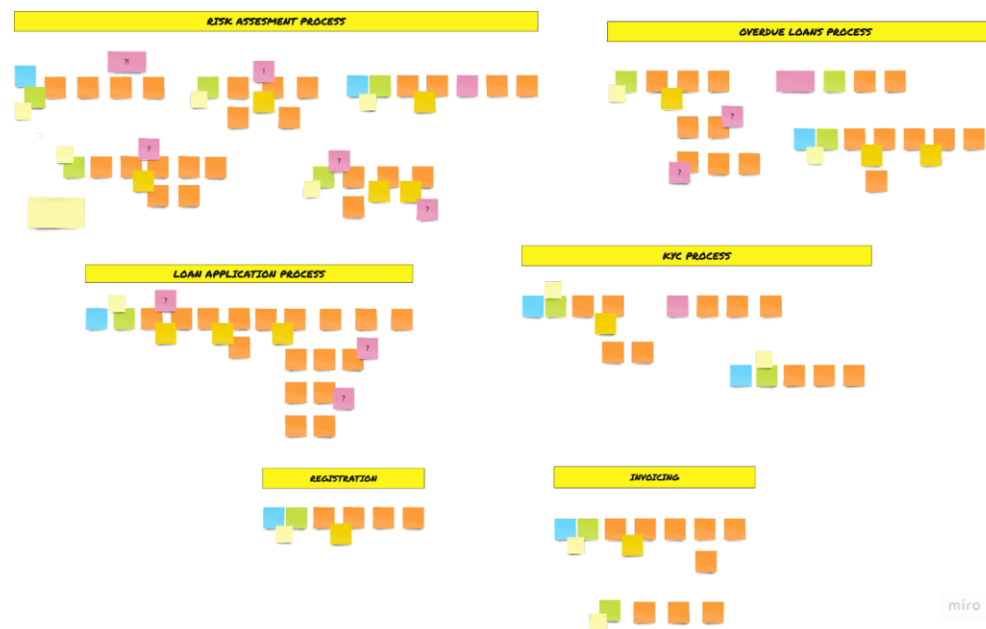 RISK ASSESMENT PROCESS
OVERDUE LOANS PROCESS
?!
!
?
?
?
?
?
LOAN APPLICATION PROCESS
KYC PROCESS
?
?
?
REGISTRATION
INVOICING
miro